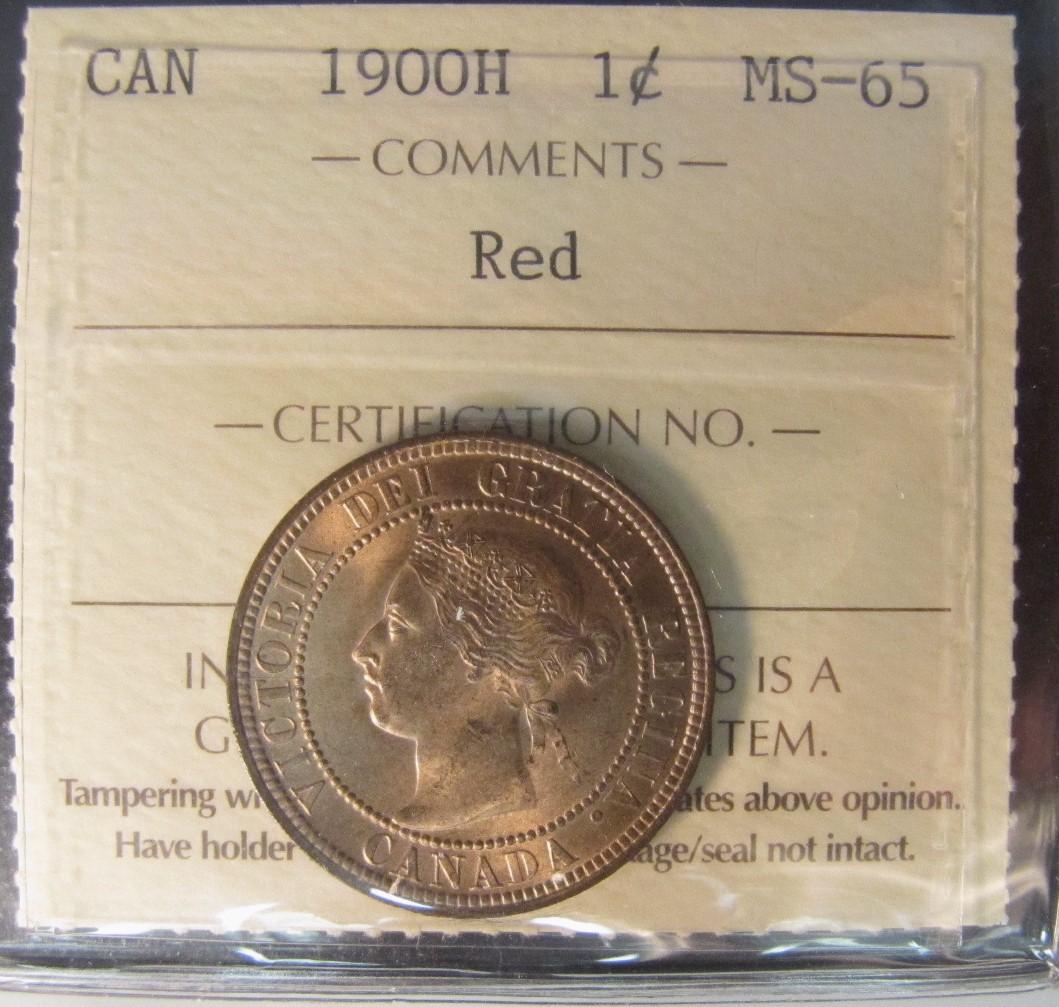 CAN 1900H 1¢ MS-65
— COMMENTS —
Red
— CERTIFICATION NO. —
VICTORIA DEI GRATIA REGINA.
CANADA
IN S IS A
G ITEM.
Tampering wi ates above opinion.
Have holder age/seal not intact.